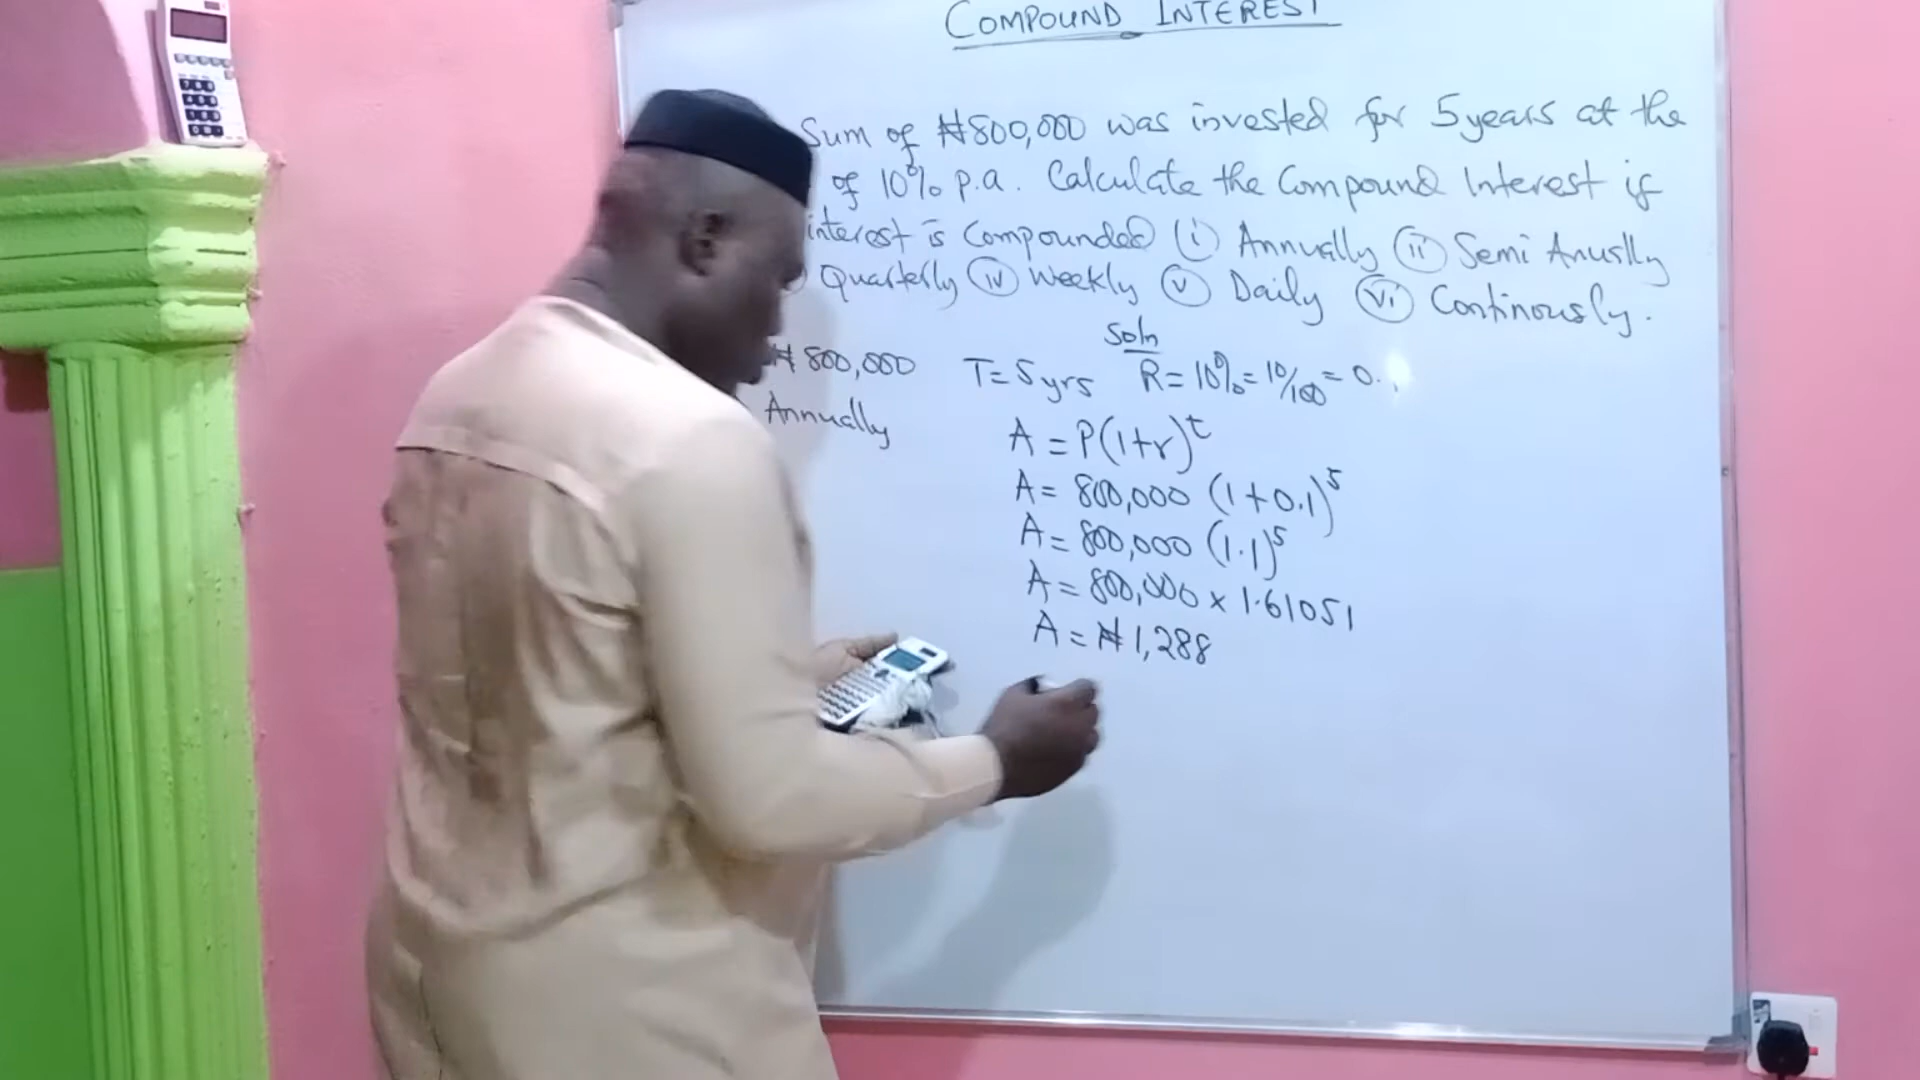 COMPOUND INTEREST
Sum of ₦800,000 was invested for 5years at the
of 10% p.a. Calculate the Compound Interest if
interest is Compounded (i) Annually (ii) Semi Anuslly
Quarterly (iv) Weekly (v) Daily (vi) Continously.
Soln
₦800,000 T=5yrs R=10%=10/100=0.
Annually
A=P(1+r)^t
A=800,000 (1+0.1)^5
A=800,000 (1.1)^5
A=800,000 x 1.61051
A=₦1,288